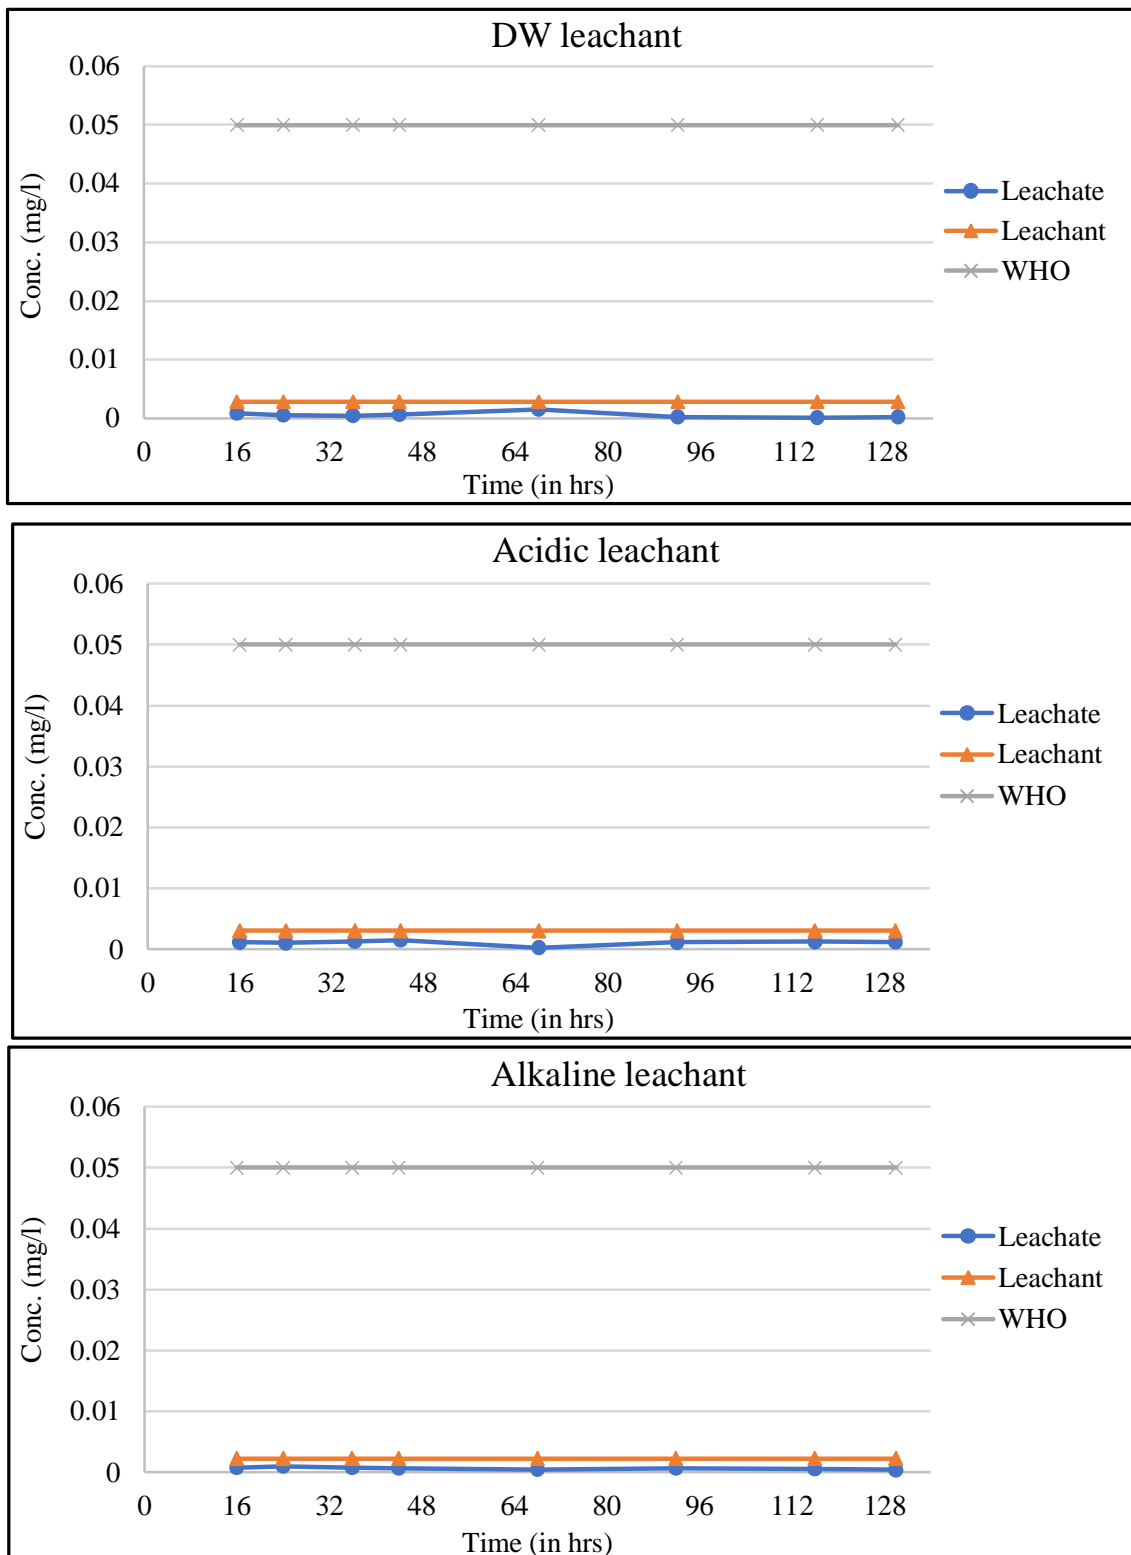 DW leachant
0.06
0.05
0.04
0.03
0.02
0.01
0
Conc. (mg/l)
0 16 32 48 64 80 96 112 128
Time (in hrs)
Leachate
Leachant
WHO
Acidic leachant
0.06
0.05
0.04
0.03
0.02
0.01
0
Conc. (mg/l)
0 16 32 48 64 80 96 112 128
Time (in hrs)
Leachate
Leachant
WHO
Alkaline leachant
0.06
0.05
0.04
0.03
0.02
0.01
0
Conc. (mg/l)
0 16 32 48 64 80 96 112 128
Time (in hrs)
Leachate
Leachant
WHO